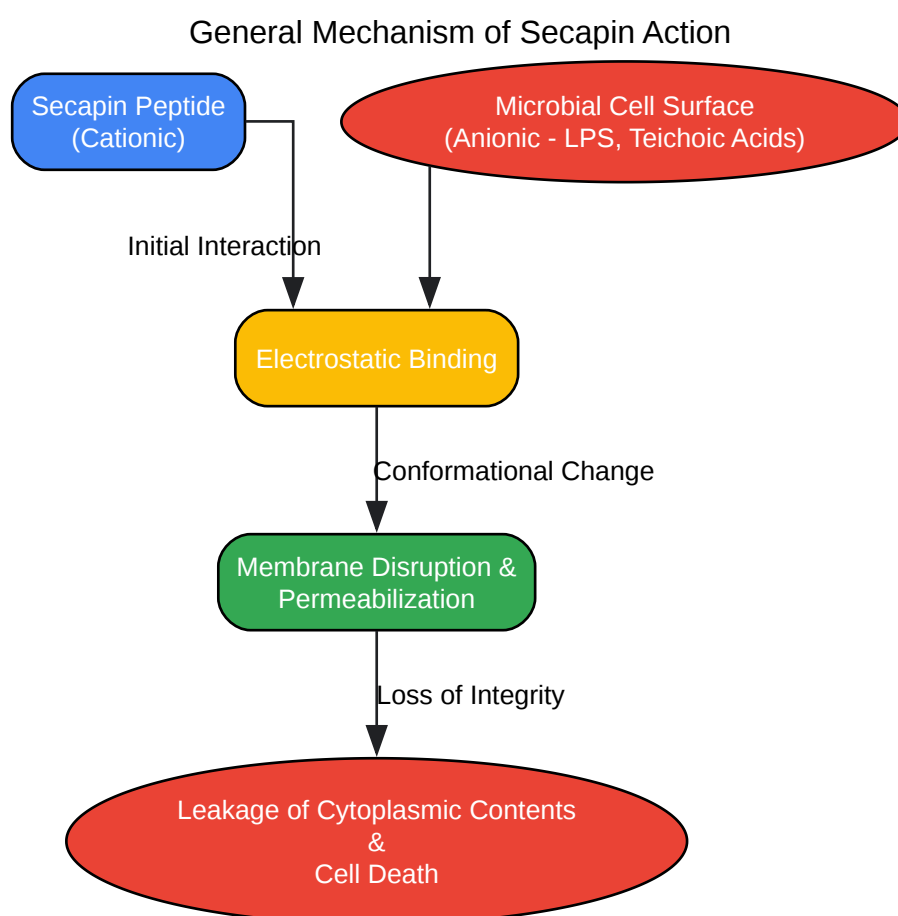 General Mechanism of Secapin Action
Secapin Peptide
(Cationic)
Microbial Cell Surface
(Anionic - LPS, Teichoic Acids)
Initial Interaction
Electrostatic Binding
Conformational Change
Membrane Disruption &
Permeabilization
Loss of Integrity
Leakage of Cytoplasmic Contents
&
Cell Death